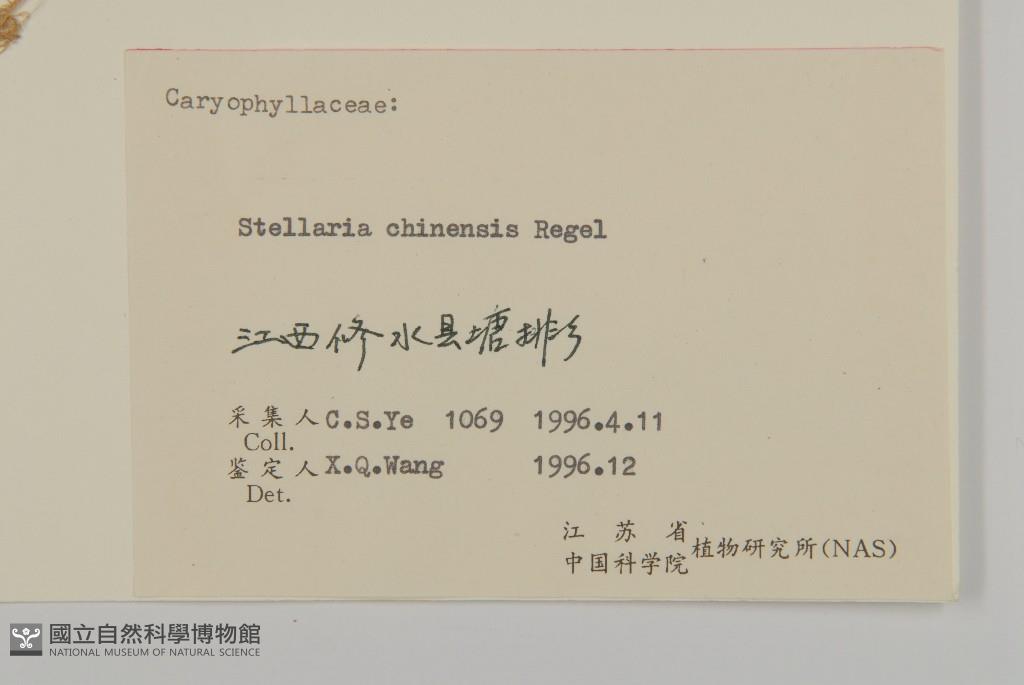 Caryophyllaceae:
Stellaria chinensis Regel
江西修水县塘排乡
采集人 C.S.Ye 1069 1996.4.11
Coll.
鉴定人 X.Q.Wang 1996.12
Det.
江苏省
中国科学院 植物研究所(NAS)
國立自然科學博物館
NATIONAL MUSEUM OF NATURAL SCIENCE